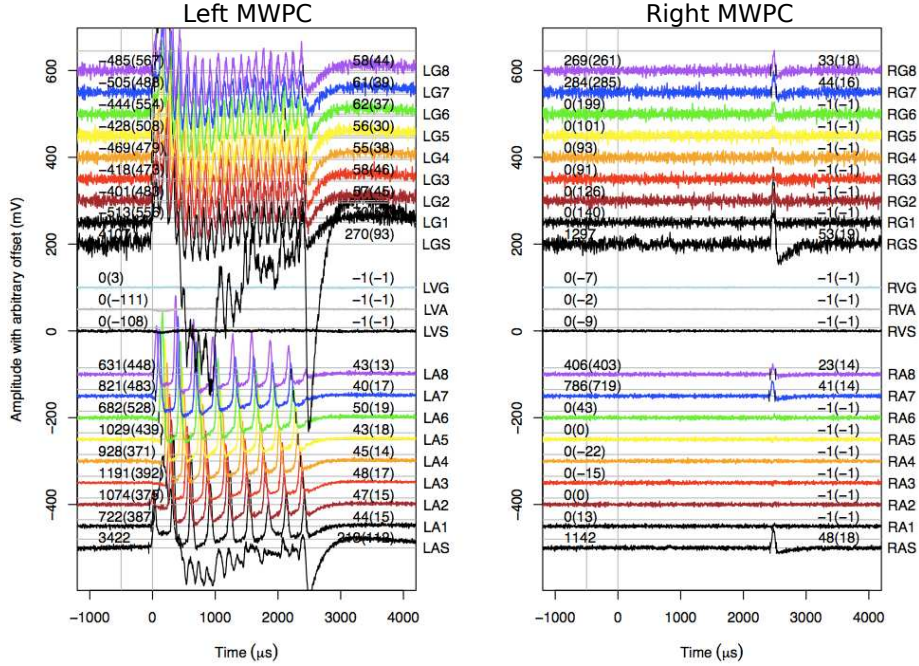 Left MWPC
Right MWPC
Amplitude with arbitrary offset (mV)
600
400
200
0
−200
−400
−485(567) 58(44) LG8
−505(488) 61(39) LG7
−444(554) 62(37) LG6
−428(508) 56(30) LG5
−469(479) 55(38) LG4
−418(473) 58(46) LG3
−401(483) 57(45) LG2
−513(556) LG1
270(93) LGS
0(3) −1(−1) LVG
0(−111) −1(−1) LVA
0(−108) −1(−1) LVS
631(448) 43(13) LA8
821(483) 40(17) LA7
682(528) 50(19) LA6
1029(439) 43(18) LA5
928(371) 45(14) LA4
1191(392) 48(17) LA3
1074(378) 47(15) LA2
722(387) 44(15) LA1
3422 LAS
−1000 0 1000 2000 3000 4000
Time (μs)
600
400
200
0
−200
−400
269(261) 33(18) RG8
284(285) 44(16) RG7
0(199) −1(−1) RG6
0(101) −1(−1) RG5
0(93) −1(−1) RG4
0(91) −1(−1) RG3
0(126) −1(−1) RG2
0(140) −1(−1) RG1
1297 53(19) RGS
0(−7) −1(−1) RVG
0(−2) −1(−1) RVA
0(−9) −1(−1) RVS
406(403) 23(14) RA8
786(719) 41(14) RA7
0(43) −1(−1) RA6
0(0) −1(−1) RA5
0(−22) −1(−1) RA4
0(−15) −1(−1) RA3
0(0) −1(−1) RA2
0(13) −1(−1) RA1
1142 48(18) RAS
−1000 0 1000 2000 3000 4000
Time (μs)